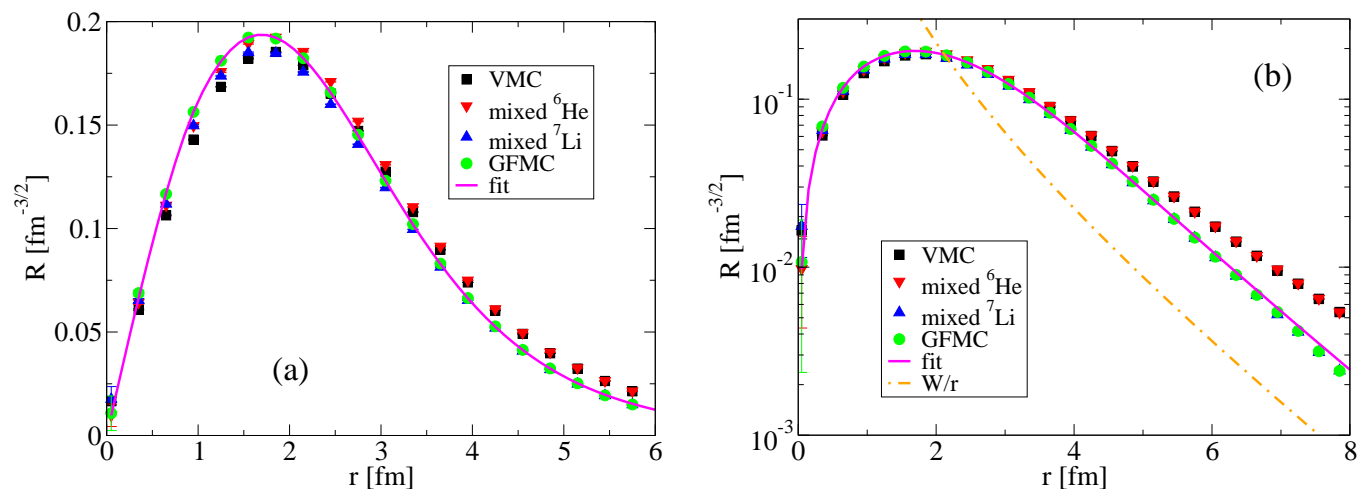 0.2
0.15
0.1
0.05
0
R [fm^-3/2]
VMC
mixed ^6He
mixed ^7Li
GFMC
fit
(a)
0 1 2 3 4 5 6
r [fm]
10^-1
10^-2
10^-3
R [fm^-3/2]
(b)
VMC
mixed ^6He
mixed ^7Li
GFMC
fit
W/r
0 2 4 6 8
r [fm]